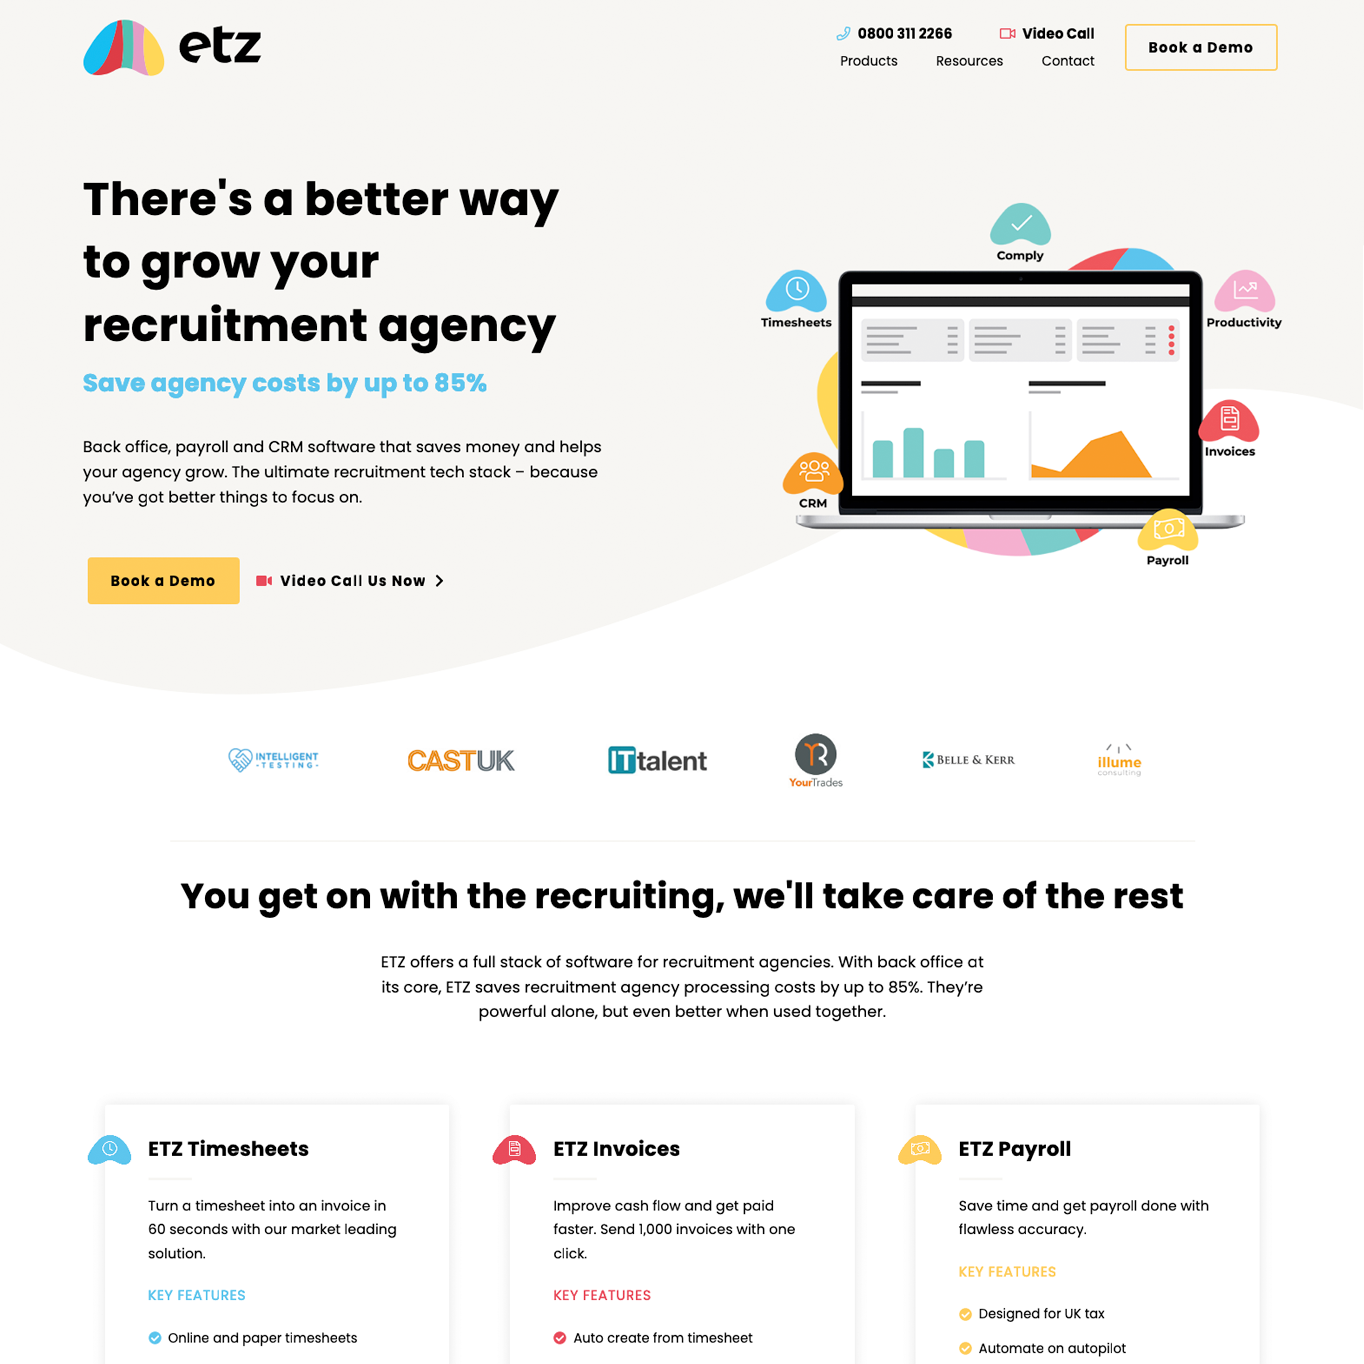 etz
0800 311 2266
Video Call
Products
Resources
Contact
Book a Demo
There's a better way
to grow your
recruitment agency
Save agency costs by up to 85%
Back office, payroll and CRM software that saves money and helps
your agency grow. The ultimate recruitment tech stack – because
you’ve got better things to focus on.
Book a Demo
Video Call Us Now
Comply
Timesheets
Productivity
Invoices
CRM
Payroll
INTELLIGENT
TESTING
CASTUK
ITtalent
YR
YourTrades
BELLE & KERR
illume
consulting
You get on with the recruiting, we'll take care of the rest
ETZ offers a full stack of software for recruitment agencies. With back office at
its core, ETZ saves recruitment agency processing costs by up to 85%. They’re
powerful alone, but even better when used together.
ETZ Timesheets
Turn a timesheet into an invoice in
60 seconds with our market leading
solution.
KEY FEATURES
Online and paper timesheets
ETZ Invoices
Improve cash flow and get paid
faster. Send 1,000 invoices with one
click.
KEY FEATURES
Auto create from timesheet
ETZ Payroll
Save time and get payroll done with
flawless accuracy.
KEY FEATURES
Designed for UK tax
Automate on autopilot